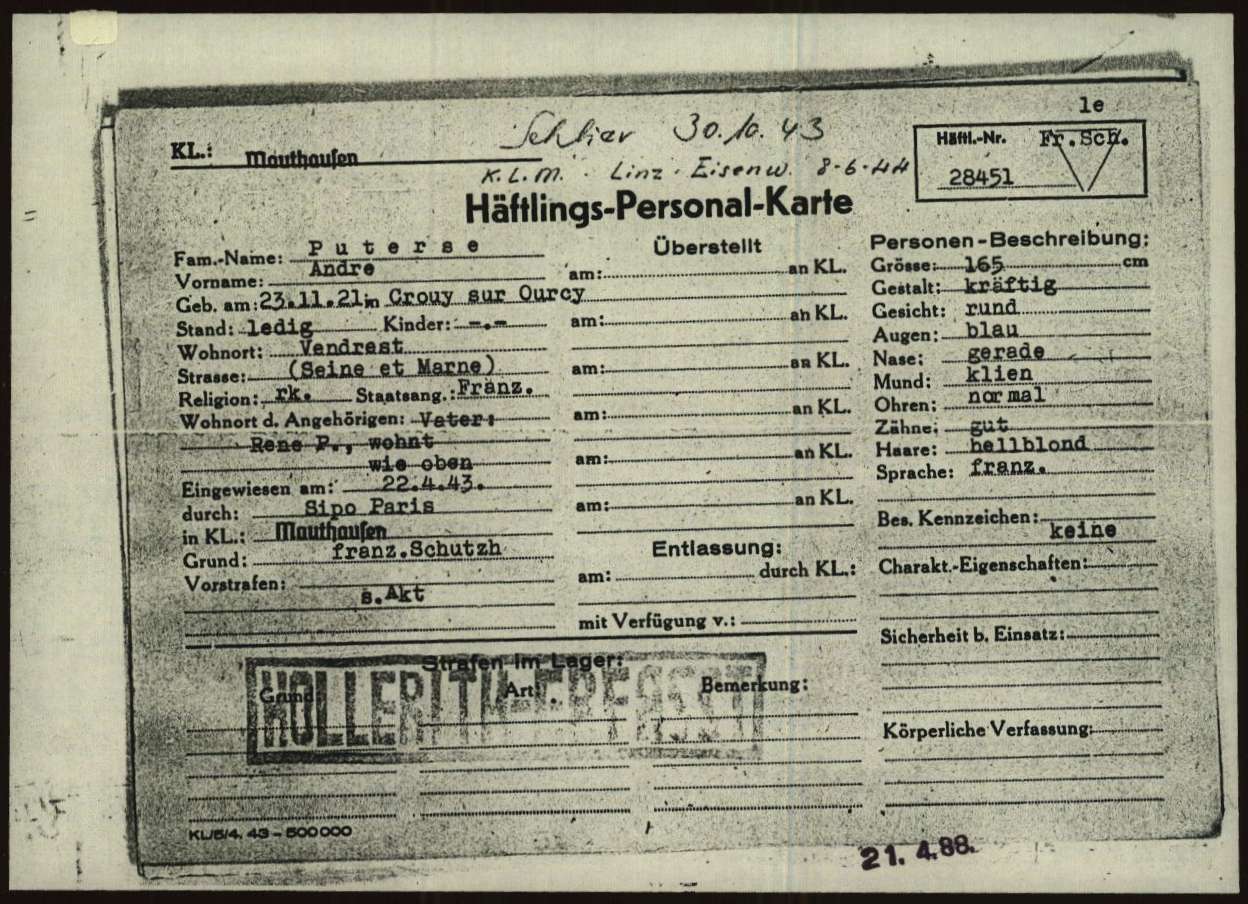 1e
Schlier 30.10.43
KL.: Mauthausen
K.L.M. - Linz - Eisenw. 8-6-44
Häftl.-Nr. Fr.Sch.
28451
Häftlings-Personal-Karte
Fam.-Name: Puterse
Vorname: Andre
Geb. am: 23.11.21 in Crouy sur Ourcy
Stand: ledig Kinder: -.-
Wohnort: Vendrest
Strasse: (Seine et Marne)
Religion: rk. Staatsang.: Franz.
Wohnort d. Angehörigen: Vater:
Rene P., wohnt
wie oben
Eingewiesen am: 22.4.43.
durch: Sipo Paris
in KL.: Mauthausen
Grund: franz.Schutzh
Vorstrafen:
s.Akt
Überstellt
am: an KL.
am: an KL.
am: an KL.
am: an KL.
am: an KL.
am: an KL.
Entlassung:
am: durch KL.:
mit Verfügung v.:
Personen-Beschreibung:
Grösse: 165 cm
Gestalt: kräftig
Gesicht: rund
Augen: blau
Nase: gerade
Mund: klien
Ohren: normal
Zähne: gut
Haare: hellblond
Sprache: franz.
Bes. Kennzeichen:
keine
Charakt.-Eigenschaften:
Sicherheit b. Einsatz:
Körperliche Verfassung:
Strafen im Lager:
Grund: Art: Bemerkung:
HOLLERITH-ERFASST
KL/5/4. 43 - 500 000
21. 4. 88.